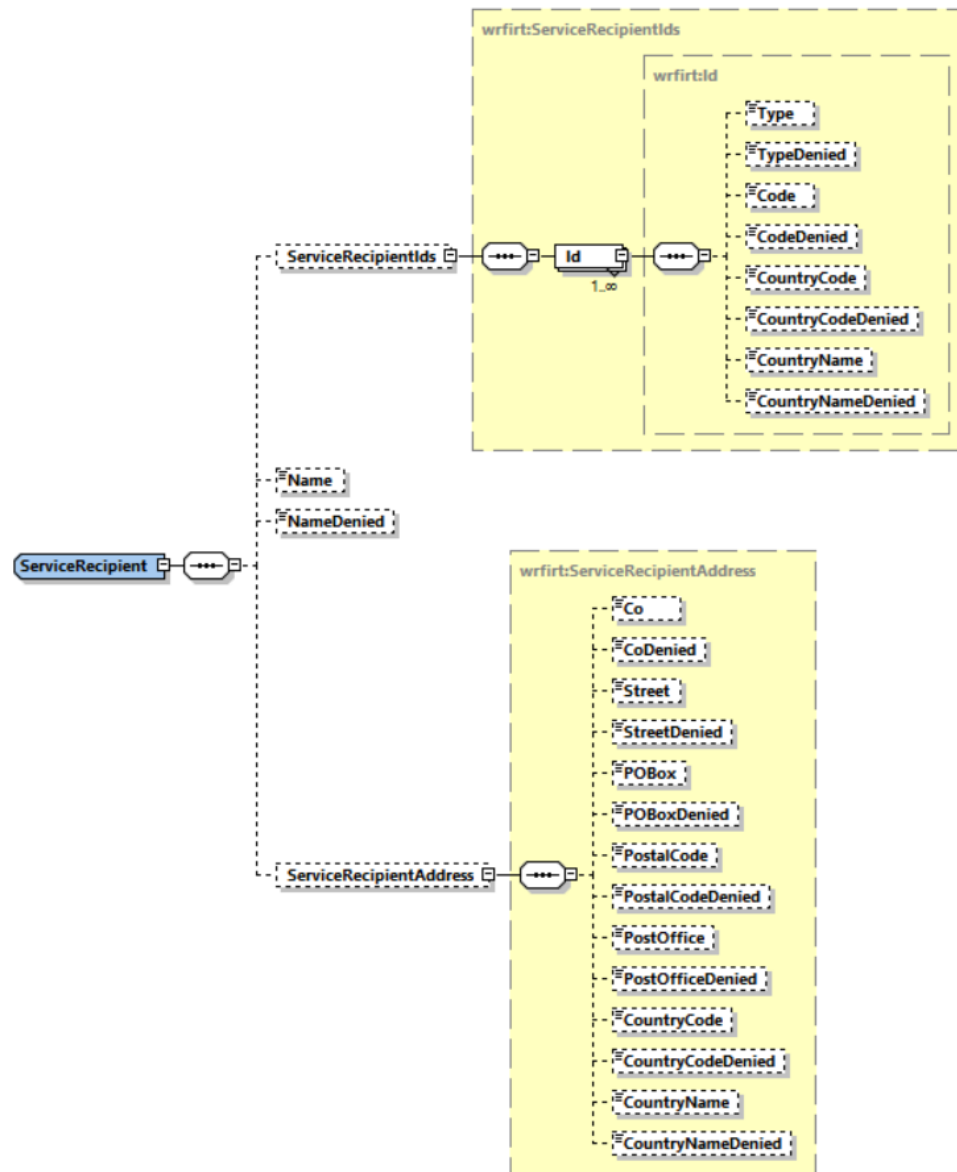 wrfirt:ServiceRecipientIds
wrfirt:Id
Type
TypeDenied
Code
CodeDenied
ServiceRecipientIds
Id
1..∞
CountryCode
CountryCodeDenied
CountryName
CountryNameDenied
Name
NameDenied
ServiceRecipient
wrfirt:ServiceRecipientAddress
Co
CoDenied
Street
StreetDenied
POBox
POBoxDenied
PostalCode
ServiceRecipientAddress
PostalCodeDenied
PostOffice
PostOfficeDenied
CountryCode
CountryCodeDenied
CountryName
CountryNameDenied